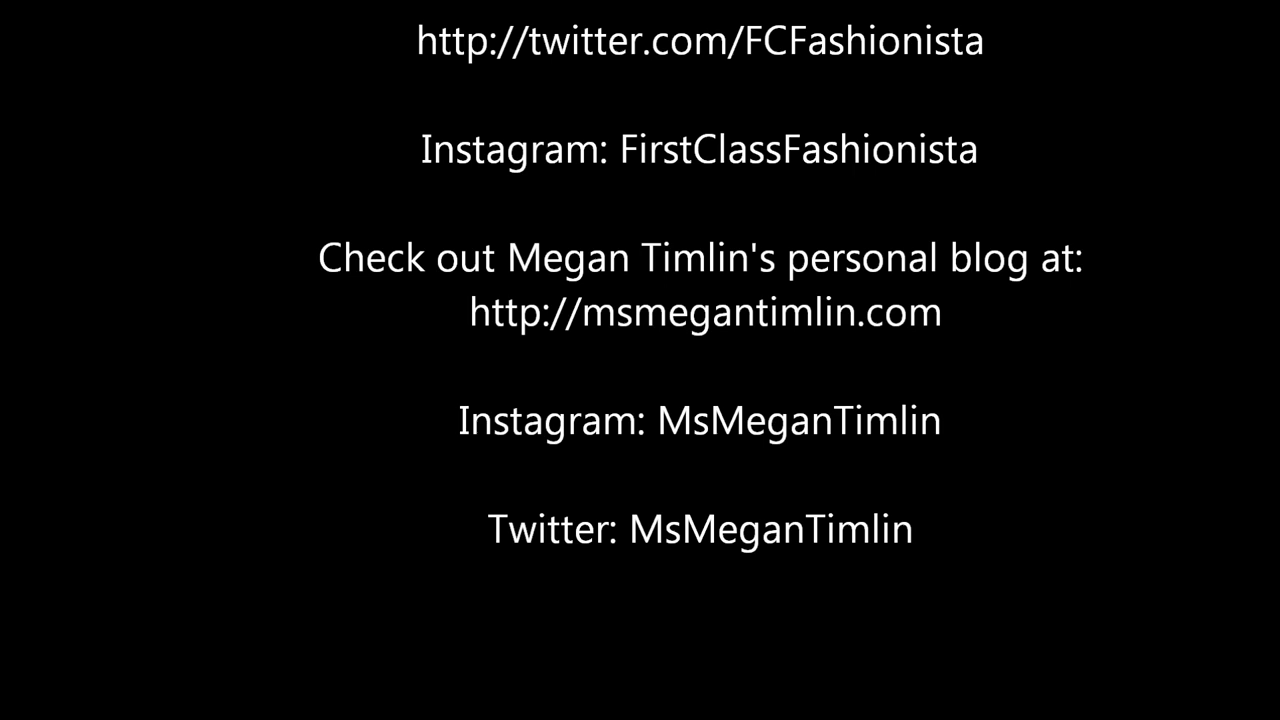 http://twitter.com/FCFashionista
Instagram: FirstClassFashionista
Check out Megan Timlin's personal blog at:
http://msmegantimlin.com
Instagram: MsMeganTimlin
Twitter: MsMeganTimlin